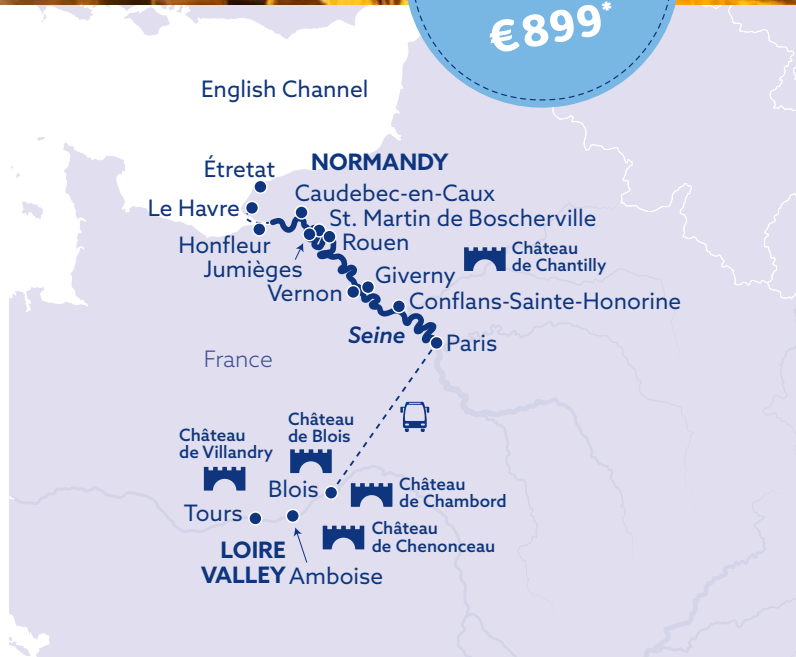 €899*
English Channel
Étretat
NORMANDY
Caudebec-en-Caux
Le Havre
St. Martin de Boscherville
Honfleur
Rouen
Jumièges
Château
de Chantilly
Giverny
Vernon
Conflans-Sainte-Honorine
Seine
Paris
France
Château
de Blois
Château
de Villandry
Blois
Château
de Chambord
Tours
Château
de Chenonceau
LOIRE
VALLEY
Amboise